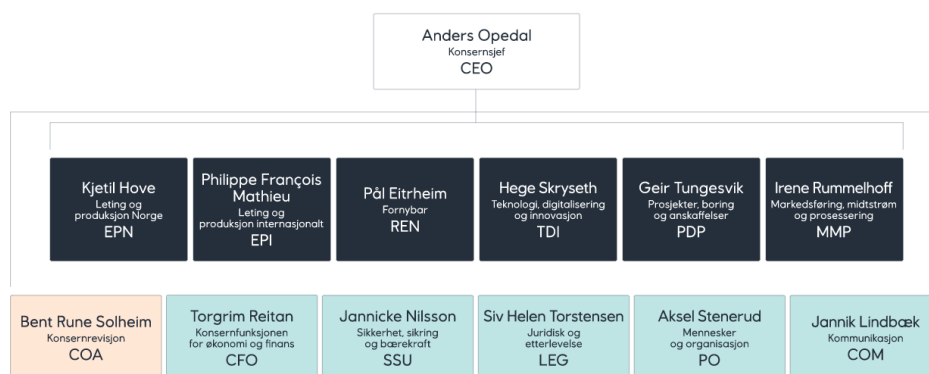 Anders Opedal
Konsernsjef
CEO
Kjetil Hove
Leting og
produksjon Norge
EPN
Philippe François
Mathieu
Leting og
produksjon internasjonalt
EPI
Pål Eitrheim
Fornybar
REN
Hege Skryseth
Teknologi, digitalisering
og innovasjon
TDI
Geir Tungesvik
Prosjekter, boring
og anskaffelser
PDP
Irene Rummelhoff
Markedsføring, midtstrøm
og prosessering
MMP
Bent Rune Solheim
Konsernrevisjon
COA
Torgrim Reitan
Konsernfunksjonen
for økonomi og finans
CFO
Jannicke Nilsson
Sikkerhet, sikring
og bærekraft
SSU
Siv Helen Torstensen
Juridisk og
etterlevelse
LEG
Aksel Stenerud
Mennesker
og organisasjon
PO
Jannik Lindbæk
Kommunikasjon
COM